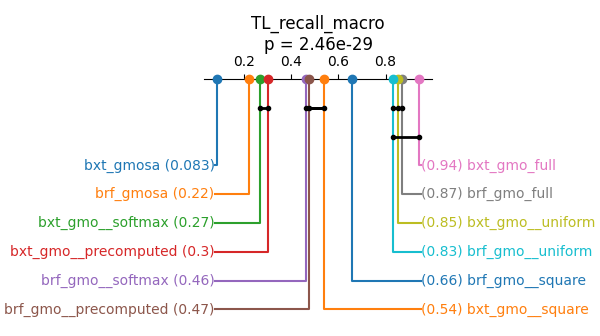 TL_recall_macro
p = 2.46e-29
0.2 0.4 0.6 0.8
bxt_gmosa (0.083) (0.94) bxt_gmo_full
brf_gmosa (0.22) (0.87) brf_gmo_full
bxt_gmo__softmax (0.27) (0.85) bxt_gmo__uniform
bxt_gmo__precomputed (0.3) (0.83) brf_gmo__uniform
brf_gmo__softmax (0.46) (0.66) brf_gmo__square
brf_gmo__precomputed (0.47) (0.54) bxt_gmo__square